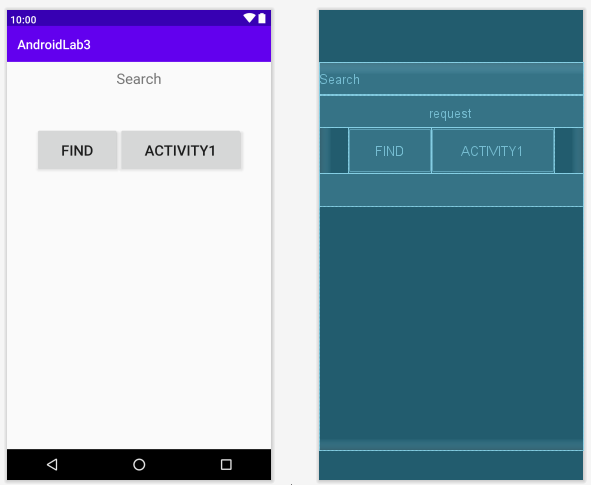 10:00
AndroidLab3
Search
FIND ACTIVITY1
Search
request
FIND ACTIVITY1